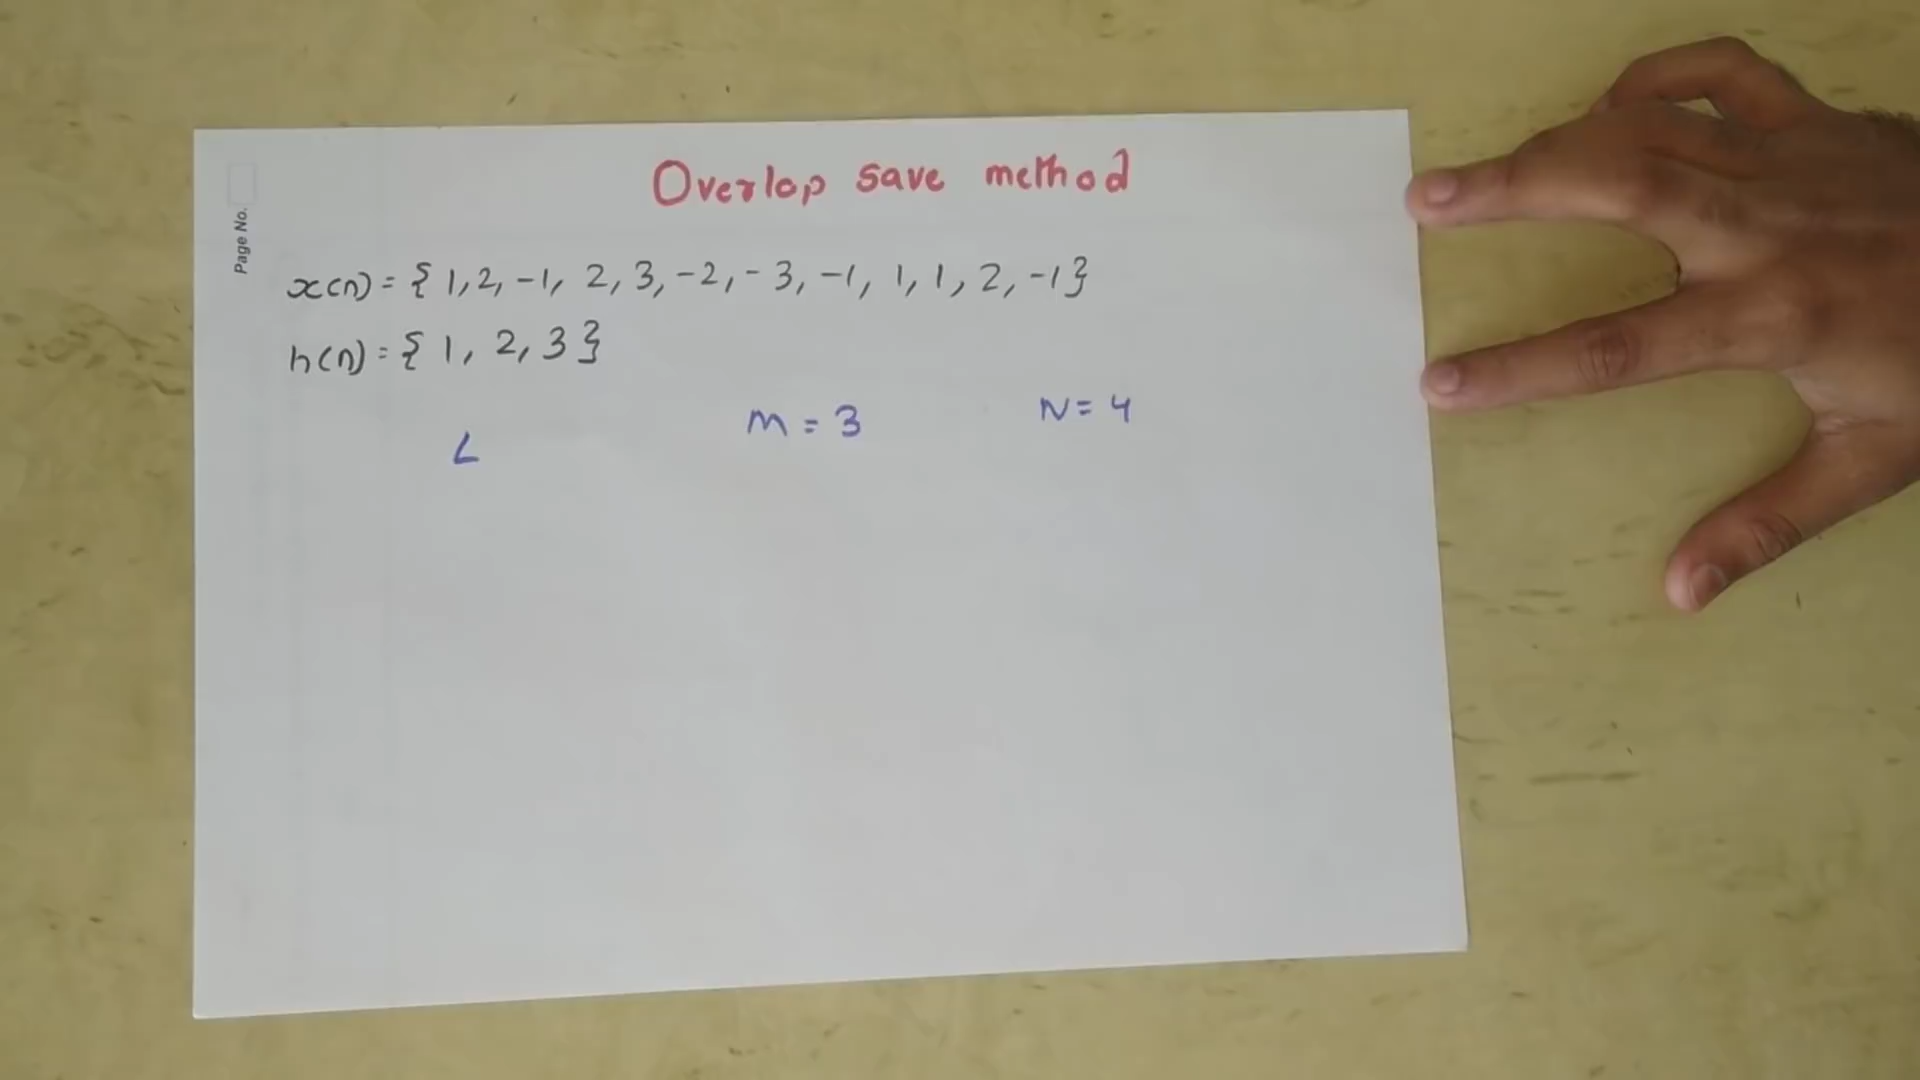 Overlap save method
Page No.
x(n) = { 1, 2, -1, 2, 3, -2, -3, -1, 1, 1, 2, -1}
h(n) = { 1, 2, 3 }
L M = 3 N = 4